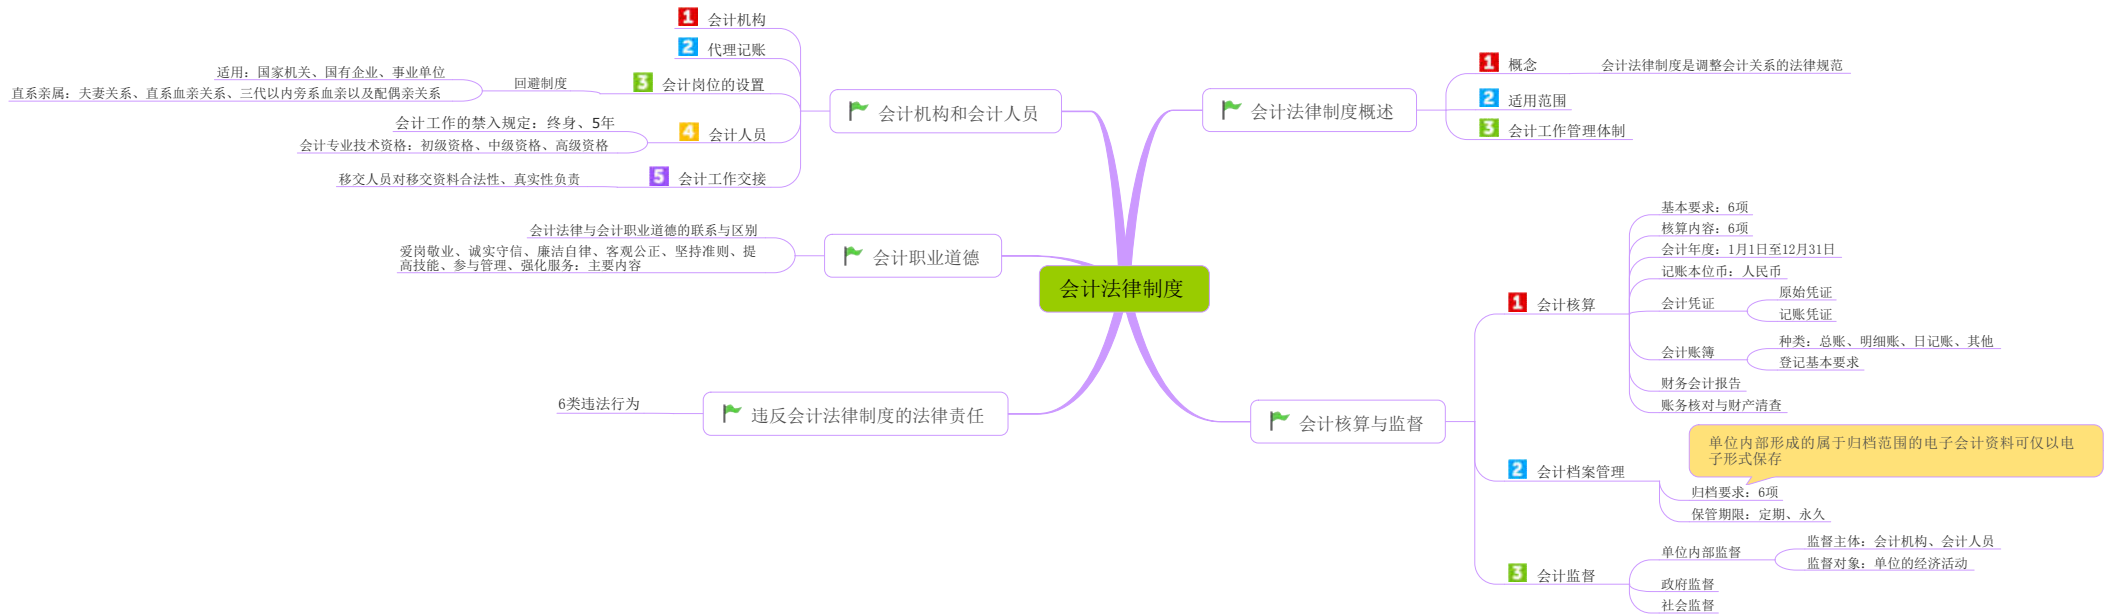 会计法律制度
会计法律制度概述
1 概念
会计法律制度是调整会计关系的法律规范
2 适用范围
3 会计工作管理体制
会计核算与监督
1 会计核算
基本要求：6项
核算内容：6项
会计年度：1月1日至12月31日
记账本位币：人民币
会计凭证
原始凭证
记账凭证
会计账簿
种类：总账、明细账、日记账、其他
登记基本要求
财务会计报告
账务核对与财产清查
2 会计档案管理
单位内部形成的属于归档范围的电子会计资料可仅以电
子形式保存
归档要求：6项
保管期限：定期、永久
3 会计监督
单位内部监督
监督主体：会计机构、会计人员
监督对象：单位的经济活动
政府监督
社会监督
会计机构和会计人员
1 会计机构
2 代理记账
3 会计岗位的设置
回避制度
适用：国家机关、国有企业、事业单位
直系亲属：夫妻关系、直系血亲关系、三代以内旁系血亲以及配偶亲关系
4 会计人员
会计工作的禁入规定：终身、5年
会计专业技术资格：初级资格、中级资格、高级资格
5 会计工作交接
移交人员对移交资料合法性、真实性负责
会计职业道德
会计法律与会计职业道德的联系与区别
爱岗敬业、诚实守信、廉洁自律、客观公正、坚持准则、提
高技能、参与管理、强化服务：主要内容
违反会计法律制度的法律责任
6类违法行为